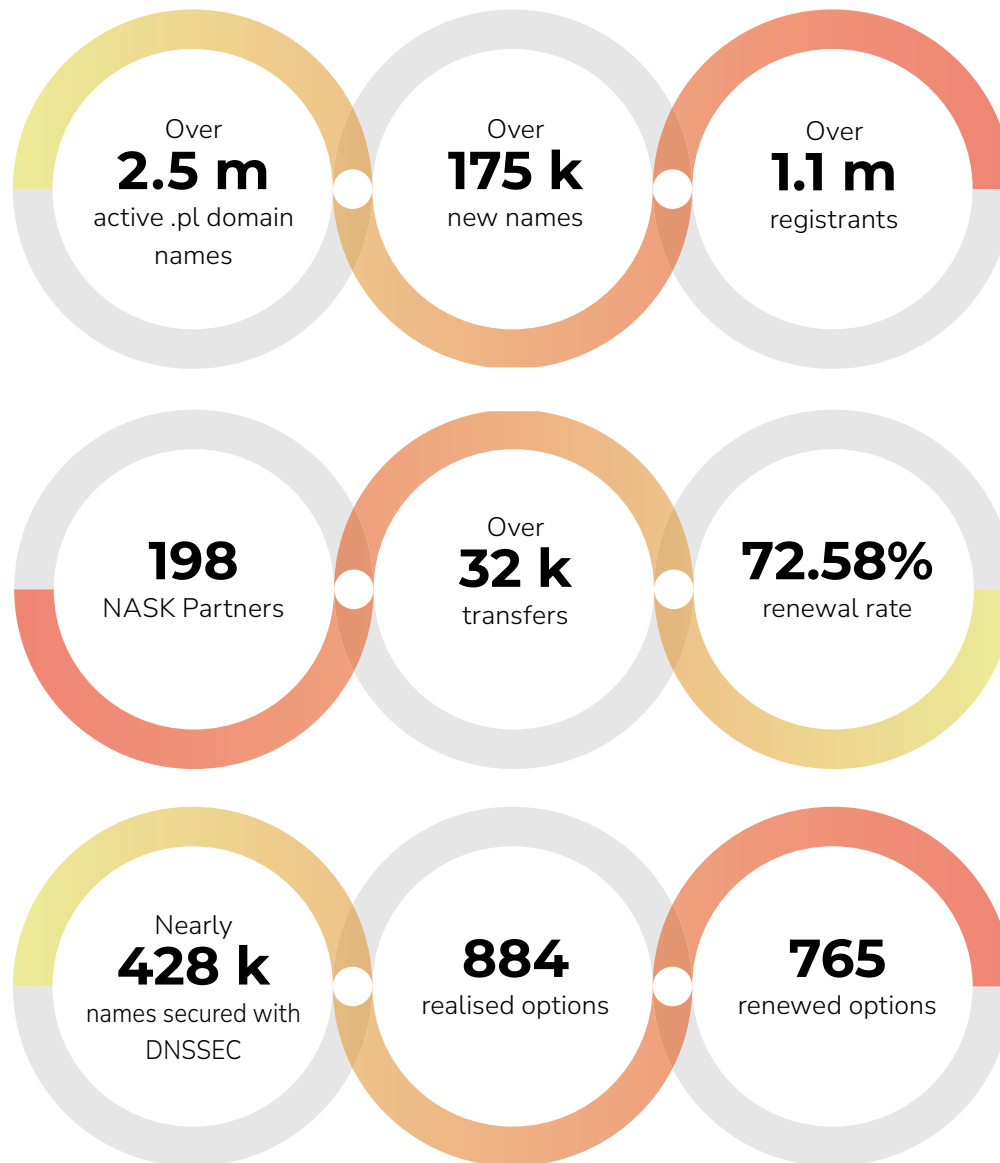 Over
2.5 m
active .pl domain
names
Over
175 k
new names
Over
1.1 m
registrants
198
NASK Partners
Over
32 k
transfers
72.58%
renewal rate
Nearly
428 k
names secured with
DNSSEC
884
realised options
765
renewed options